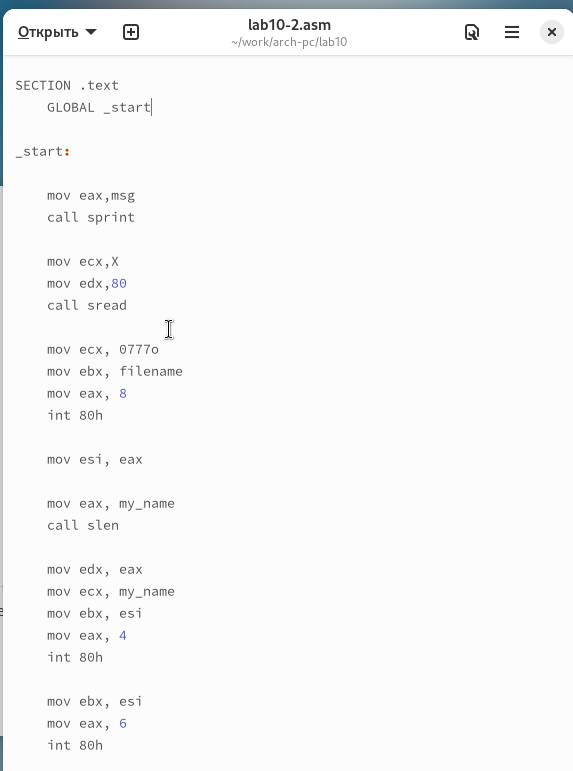 Открыть
lab10-2.asm
~/work/arch-pc/lab10
SECTION .text
GLOBAL _start
_start:
mov eax,msg
call sprint
mov ecx,X
mov edx,80
call sread
mov ecx, 0777o
mov ebx, filename
mov eax, 8
int 80h
mov esi, eax
mov eax, my_name
call slen
mov edx, eax
mov ecx, my_name
mov ebx, esi
mov eax, 4
int 80h
mov ebx, esi
mov eax, 6
int 80h